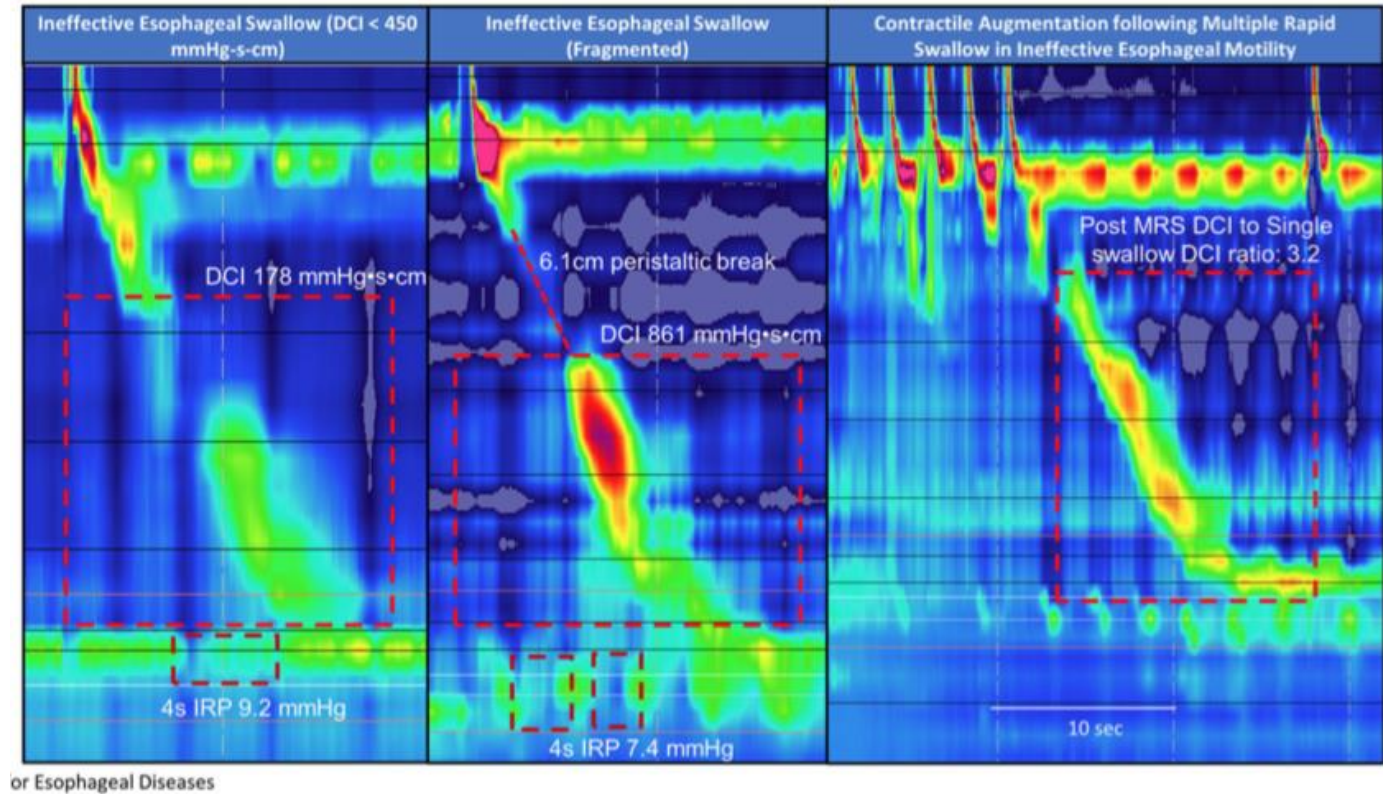 Ineffective Esophageal Swallow (DCI < 450
mmHg-s-cm)
Ineffective Esophageal Swallow
(Fragmented)
Contractile Augmentation following Multiple Rapid
Swallow in Ineffective Esophageal Motility
DCI 178 mmHg•s•cm
4s IRP 9.2 mmHg
6.1cm peristaltic break
DCI 861 mmHg•s•cm
4s IRP 7.4 mmHg
Post MRS DCI to Single
swallow DCI ratio: 3.2
10 sec
or Esophageal Diseases